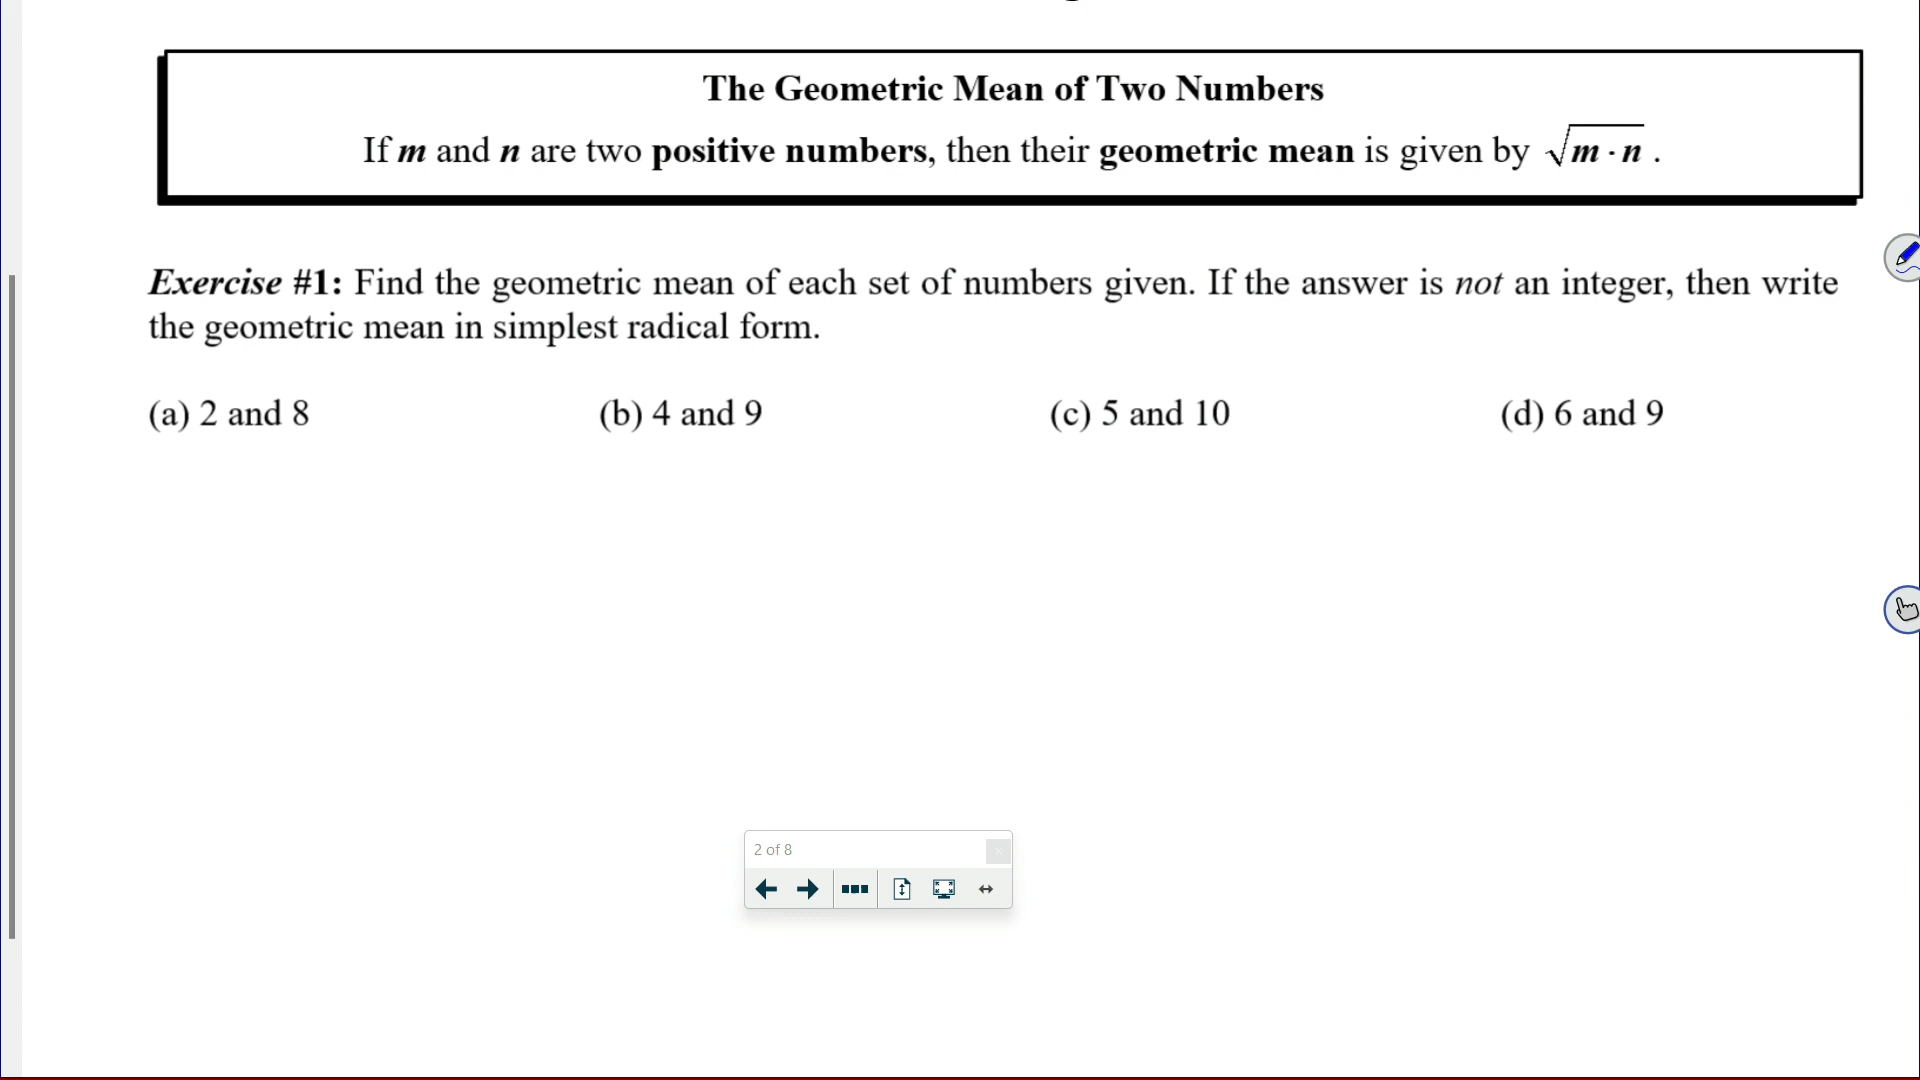 The Geometric Mean of Two Numbers
If m and n are two positive numbers, then their geometric mean is given by √m · n .
Exercise #1: Find the geometric mean of each set of numbers given. If the answer is not an integer, then write
the geometric mean in simplest radical form.
(a) 2 and 8 (b) 4 and 9 (c) 5 and 10 (d) 6 and 9
2 of 8